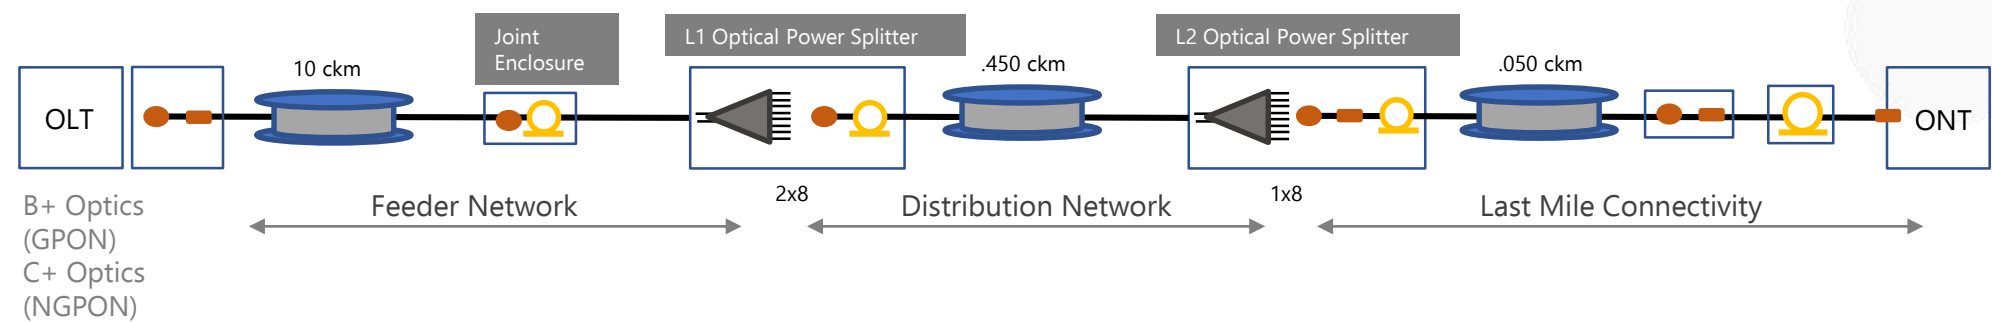 Joint
Enclosure
L1 Optical Power Splitter
L2 Optical Power Splitter
10 ckm
.450 ckm
.050 ckm
OLT
ONT
2x8
1x8
B+ Optics
(GPON)
C+ Optics
(NGPON)
Feeder Network
Distribution Network
Last Mile Connectivity